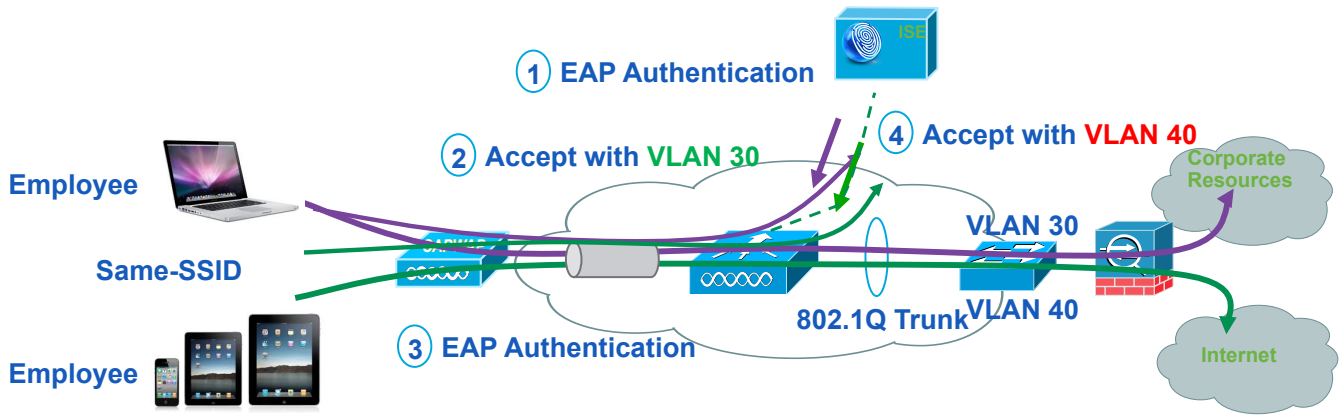 ISE
1 EAP Authentication
4 Accept with VLAN 40
2 Accept with VLAN 30
Corporate
Resources
Employee
VLAN 30
CAPWAP
Same-SSID
802.1Q Trunk
VLAN 40
3 EAP Authentication
Internet
Employee